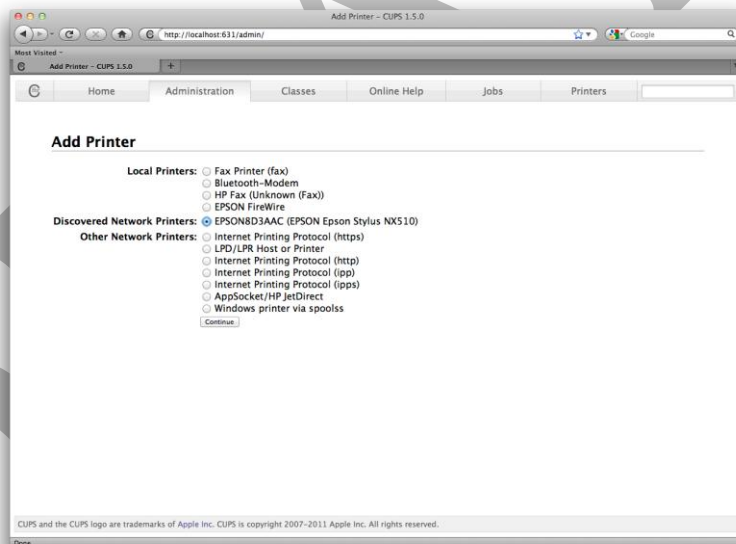 Add Printer - CUPS 1.5.0
http://localhost:631/admin/
Google
Most Visited
Add Printer - CUPS 1.5.0
+
Home Administration Classes Online Help Jobs Printers
Add Printer
Local Printers: Fax Printer (fax)
Bluetooth-Modem
HP Fax (Unknown (Fax))
EPSON FireWire
Discovered Network Printers: EPSON8D3AAC (EPSON Epson Stylus NX510)
Other Network Printers: Internet Printing Protocol (https)
LPD/LPR Host or Printer
Internet Printing Protocol (http)
Internet Printing Protocol (ipp)
Internet Printing Protocol (ipps)
AppSocket/HP JetDirect
Windows printer via spoolss
Continue
CUPS and the CUPS logo are trademarks of Apple Inc. CUPS is copyright 2007-2011 Apple Inc. All rights reserved.
Done